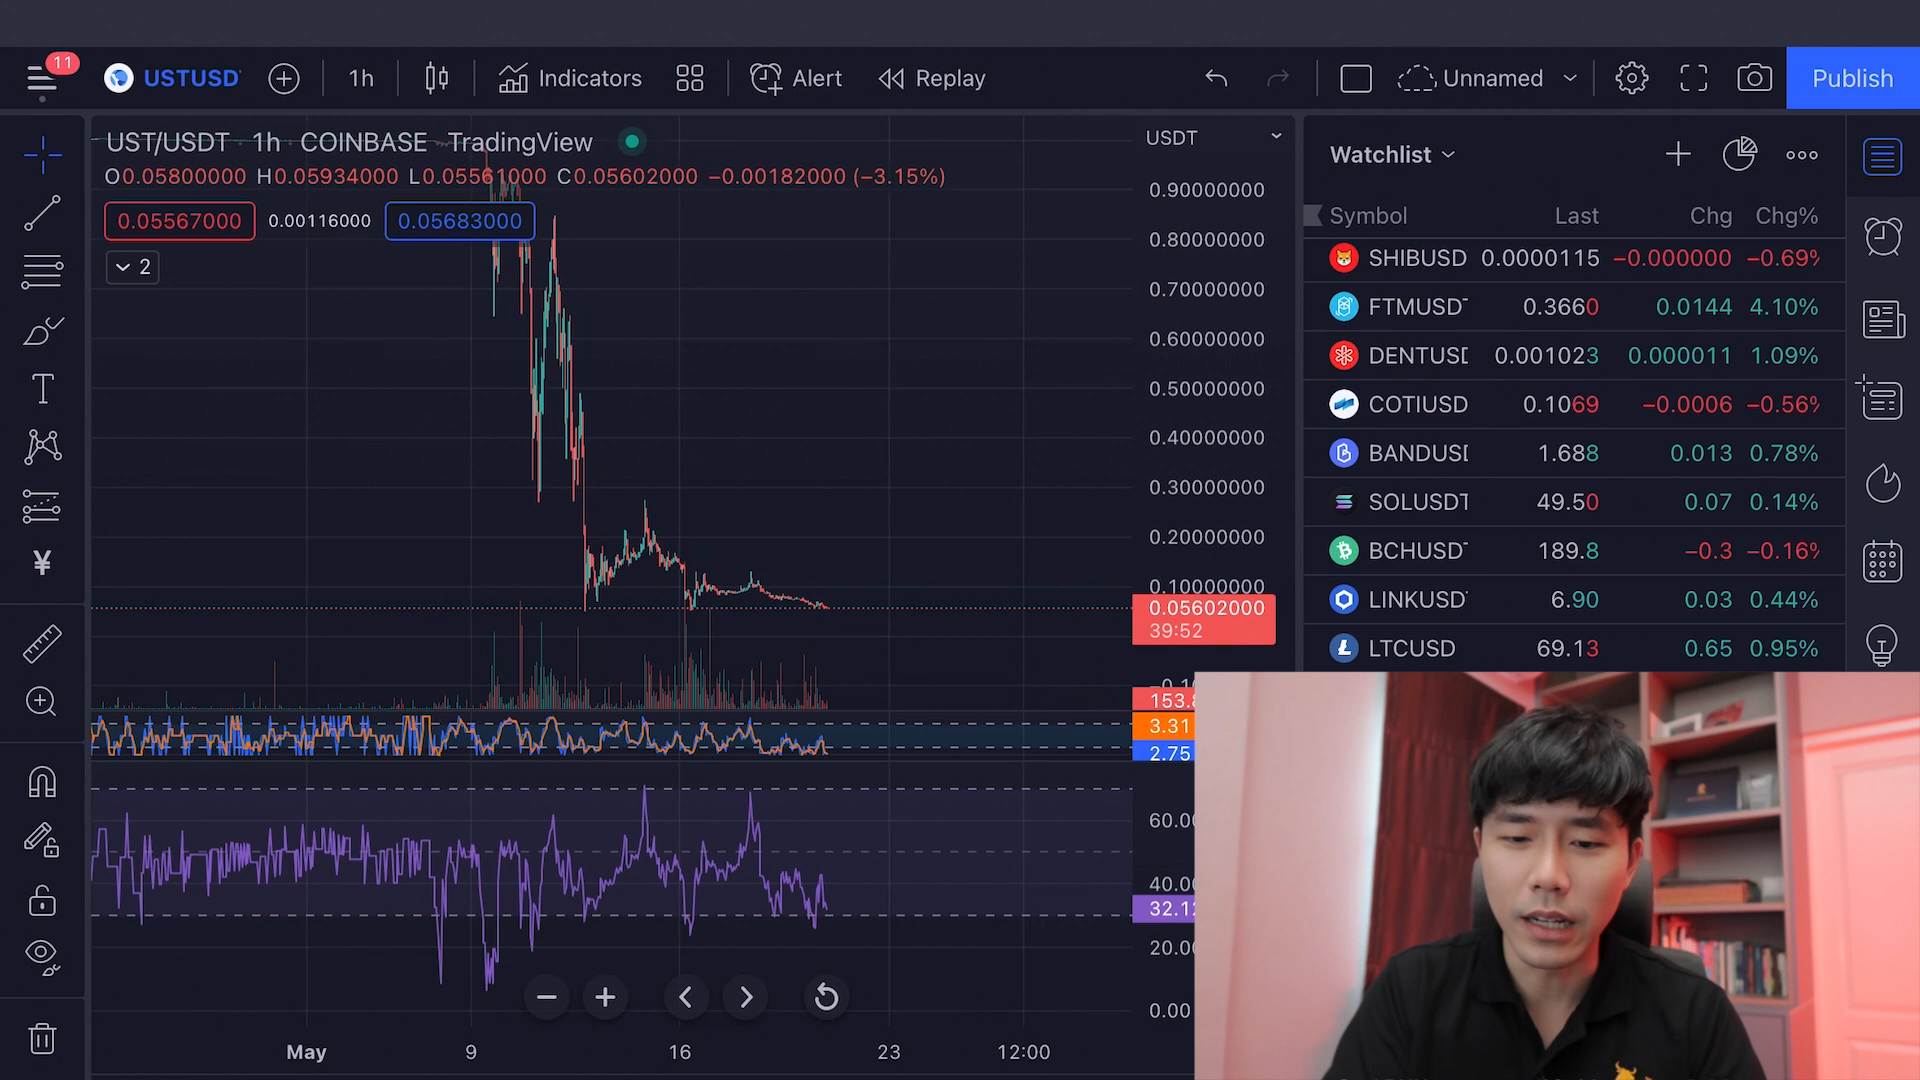 11
USTUSD
1h
Indicators
Alert
Replay
Unnamed
Publish
UST/USDT · 1h · COINBASE · TradingView
O0.05800000 H0.05934000 L0.05561000 C0.05602000 −0.00182000 (−3.15%)
0.05567000
0.00116000
0.05683000
2
USDT
0.90000000
0.80000000
0.70000000
0.60000000
0.50000000
0.40000000
0.30000000
0.20000000
0.10000000
0.05602000
39:52
153.8
3.31
2.75
60.00
40.00
32.12
20.00
0.00
May 9 16 23 12:00
Watchlist
Symbol Last Chg Chg%
SHIBUSD 0.0000115 −0.000000 −0.69%
FTMUSDT 0.3660 0.0144 4.10%
DENTUSD 0.001023 0.000011 1.09%
COTIUSD 0.1069 −0.0006 −0.56%
BANDUSD 1.688 0.013 0.78%
SOLUSDT 49.50 0.07 0.14%
BCHUSDT 189.8 −0.3 −0.16%
LINKUSD 6.90 0.03 0.44%
LTCUSD 69.13 0.65 0.95%